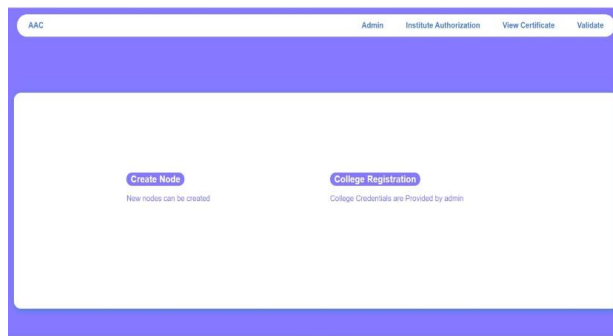 AAC Admin Institute Authorization View Certificate Validate
Create Node
New nodes can be created
College Registration
College Credentials are Provided by admin